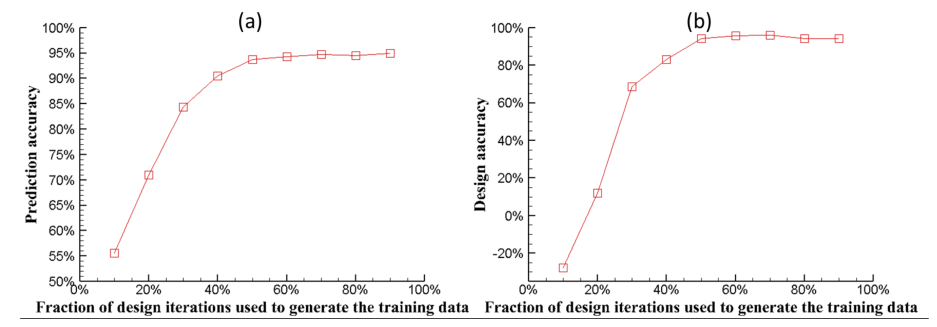 (a)
100%
95%
90%
85%
80%
75%
70%
65%
60%
55%
50%
Prediction accuracy
0% 20% 40% 60% 80% 100%
Fraction of design iterations used to generate the training data
(b)
100%
80%
60%
40%
20%
0%
-20%
Design aacuracy
0% 20% 40% 60% 80% 100%
Fraction of design iterations used to generate the training data